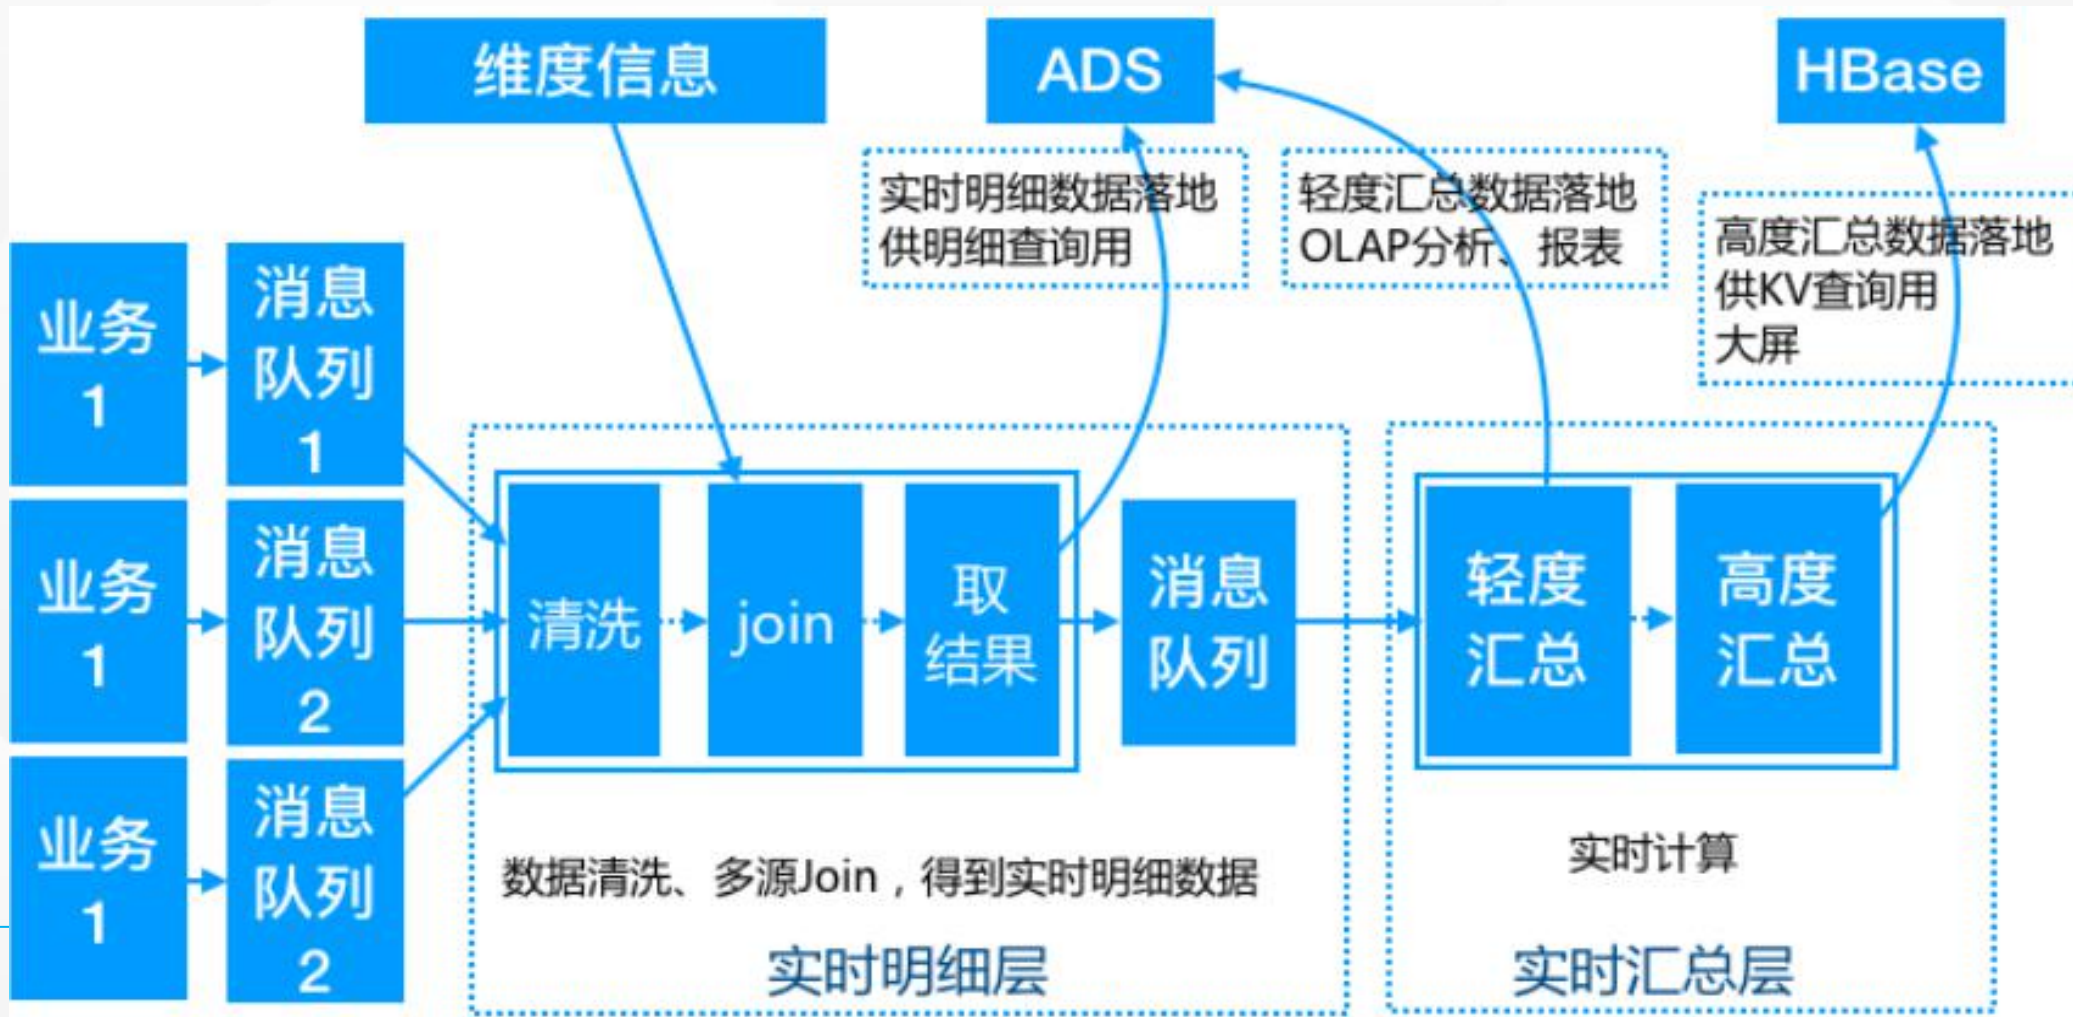 维度信息
ADS
HBase
实时明细数据落地
供明细查询用
轻度汇总数据落地
OLAP分析、报表
高度汇总数据落地
供KV查询用
大屏
业务
1
消息
队列
1
业务
1
消息
队列
2
业务
1
消息
队列
2
清洗
join
取
结果
消息
队列
轻度
汇总
高度
汇总
数据清洗、多源Join，得到实时明细数据
实时计算
实时明细层
实时汇总层